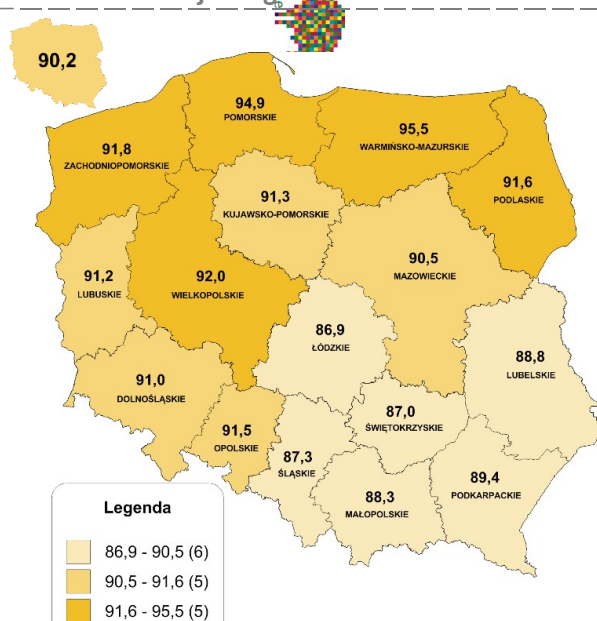 90,2
94,9
POMORSKIE
95,5
WARMIŃSKO-MAZURSKIE
91,8
ZACHODNIOPOMORSKIE
91,6
PODLASKIE
91,3
KUJAWSKO-POMORSKIE
90,5
MAZOWIECKIE
91,2
LUBUSKIE
92,0
WIELKOPOLSKIE
86,9
ŁÓDZKIE
88,8
LUBELSKIE
91,0
DOLNOŚLĄSKIE
87,0
ŚWIĘTOKRZYSKIE
91,5
OPOLSKIE
87,3
ŚLĄSKIE
89,4
PODKARPACKIE
88,3
MAŁOPOLSKIE
Legenda
86,9 - 90,5 (6)
90,5 - 91,6 (5)
91,6 - 95,5 (5)